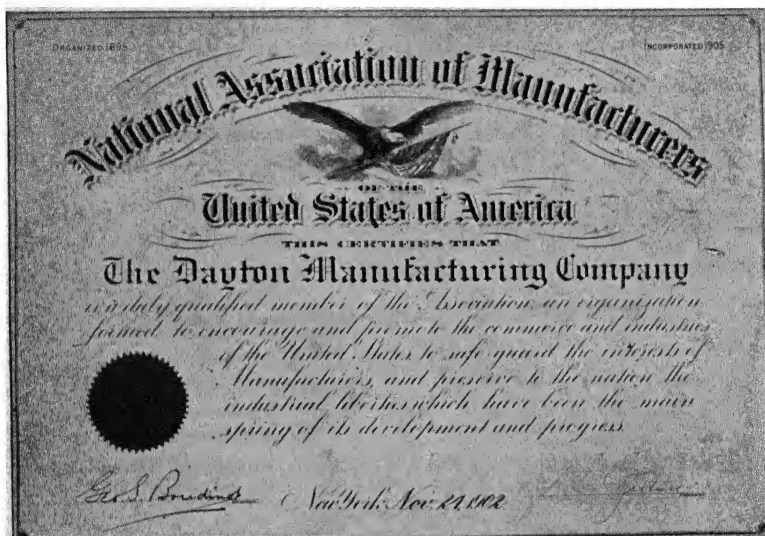 ORGANIZED 1895 INCORPORATED 1905
National Association of Manufacturers
OF THE
United States of America
THIS CERTIFIES THAT
The Dayton Manufacturing Company
is a duly qualified member of the Association, an organization
formed to encourage and promote the commerce and industries
of the United States, to safe guard the interests of
Manufacturers, and preserve to the nation the
industrial liberties which have been the main
spring of its development and progress
Geo. S. Boudinot New York, Nov. 27,